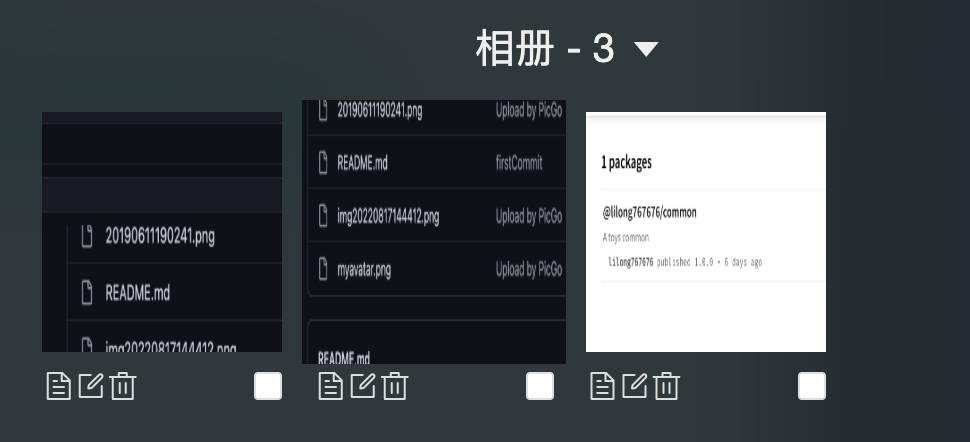 相册 - 3
20190611190241.png
README.md
img20220817144412.png
20190611190241.png Upload by PicGo
README.md firstCommit
img20220817144412.png Upload by PicGo
myavatar.png Upload by PicGo
README.md
1 packages
@lilong767676/common
A toys common
lilong767676 published 1.0.0 • 6 days ago